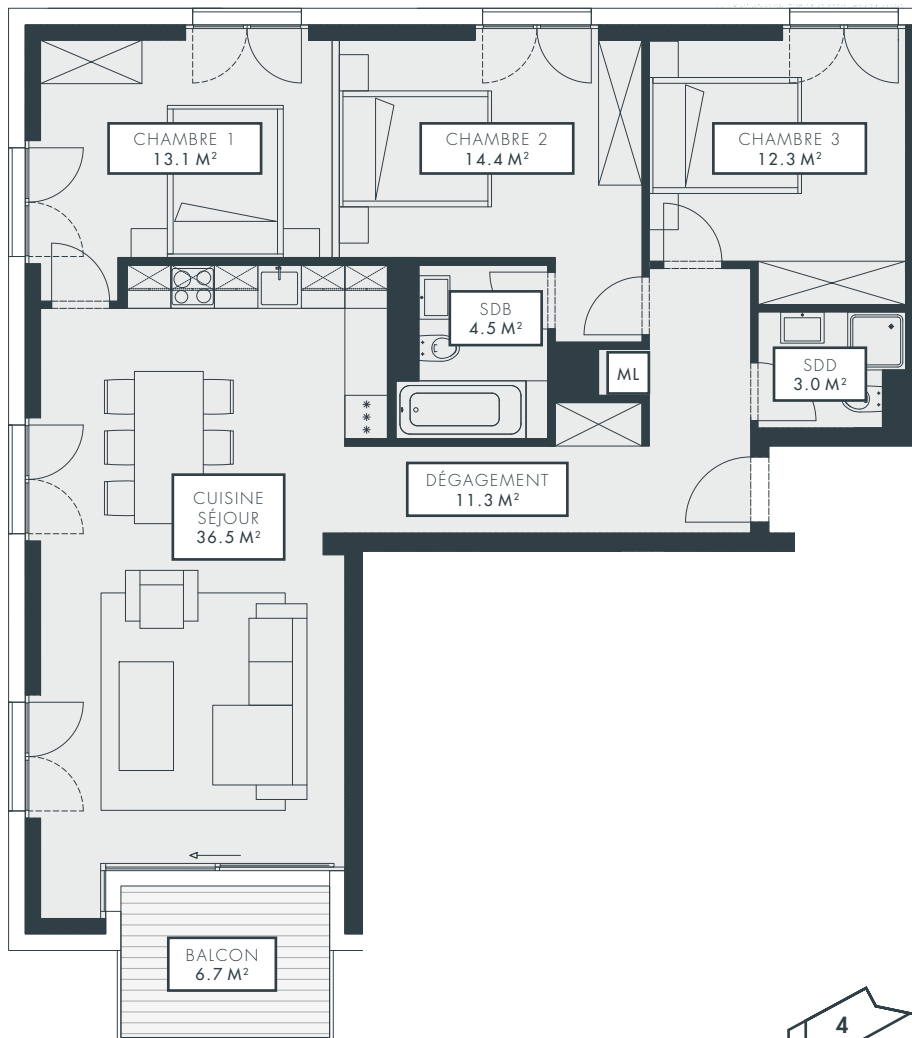 CHAMBRE 1
13.1 M²
CHAMBRE 2
14.4 M²
CHAMBRE 3
12.3 M²
SDB
4.5 M²
ML
SDD
3.0 M²
DÉGAGEMENT
11.3 M²
CUISINE
SÉJOUR
36.5 M²
BALCON
6.7 M²
4